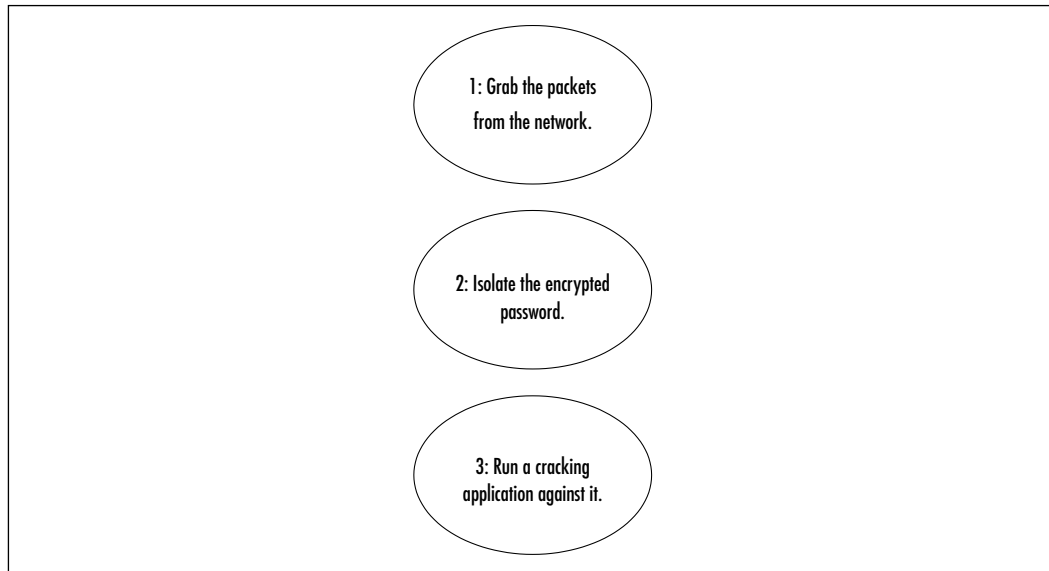 1: Grab the packets
from the network.
2: Isolate the encrypted
password.
3: Run a cracking
application against it.